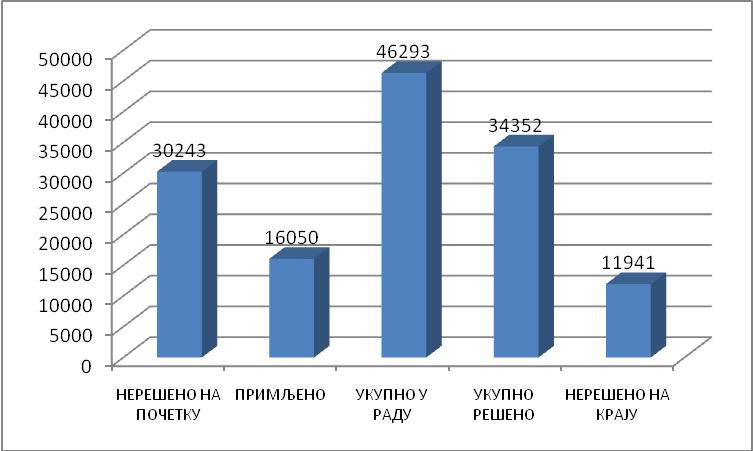 50000
45000
40000
35000
30000
25000
20000
15000
10000
5000
0
30243
16050
46293
34352
11941
НЕРЕШЕНО НА
ПОЧЕТКУ
ПРИМЉЕНО
УКУПНО У
РАДУ
УКУПНО
РЕШЕНО
НЕРЕШЕНО НА
КРАЈУ